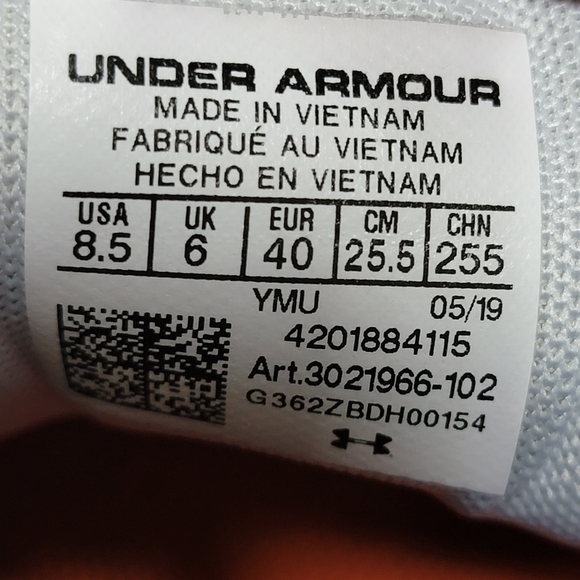 UNDER ARMOUR
MADE IN VIETNAM
FABRIQUÉ AU VIETNAM
HECHO EN VIETNAM
USA UK EUR CM CHN
8.5 6 40 25.5 255
YMU 05/19
4201884115
Art.3021966-102
G362ZBDH00154